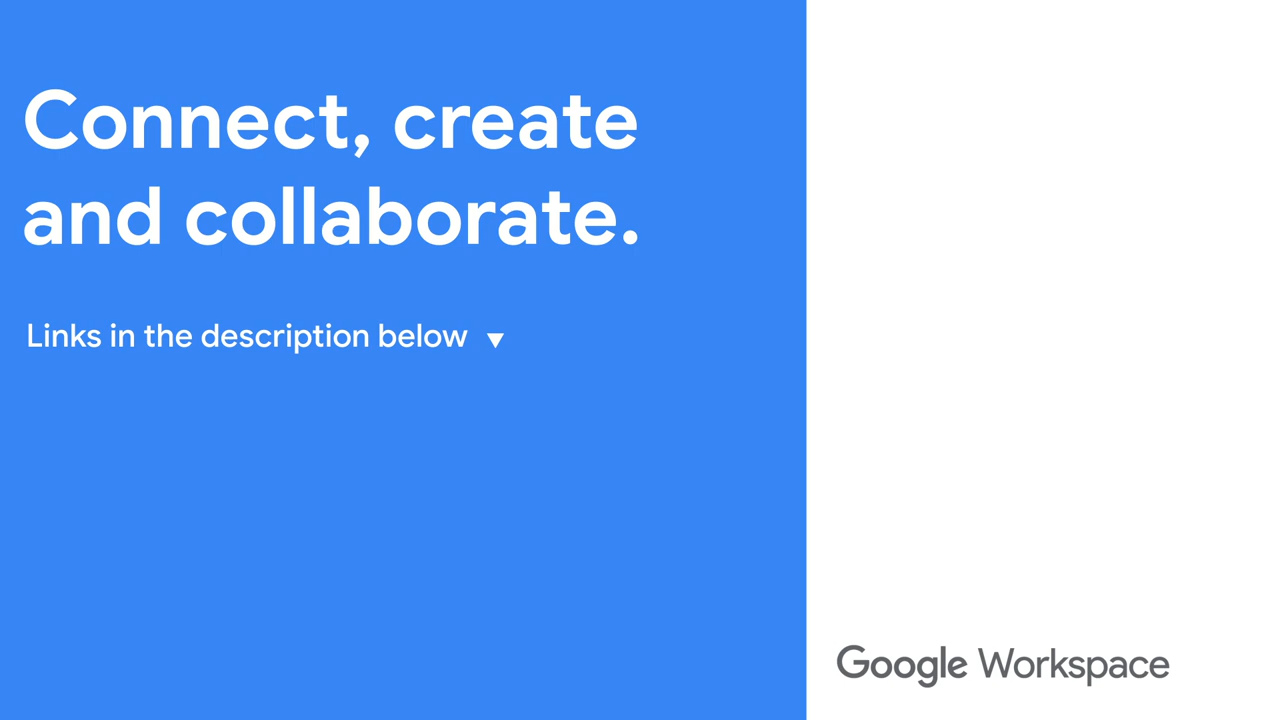 Connect, create
and collaborate.
Links in the description below
Google Workspace